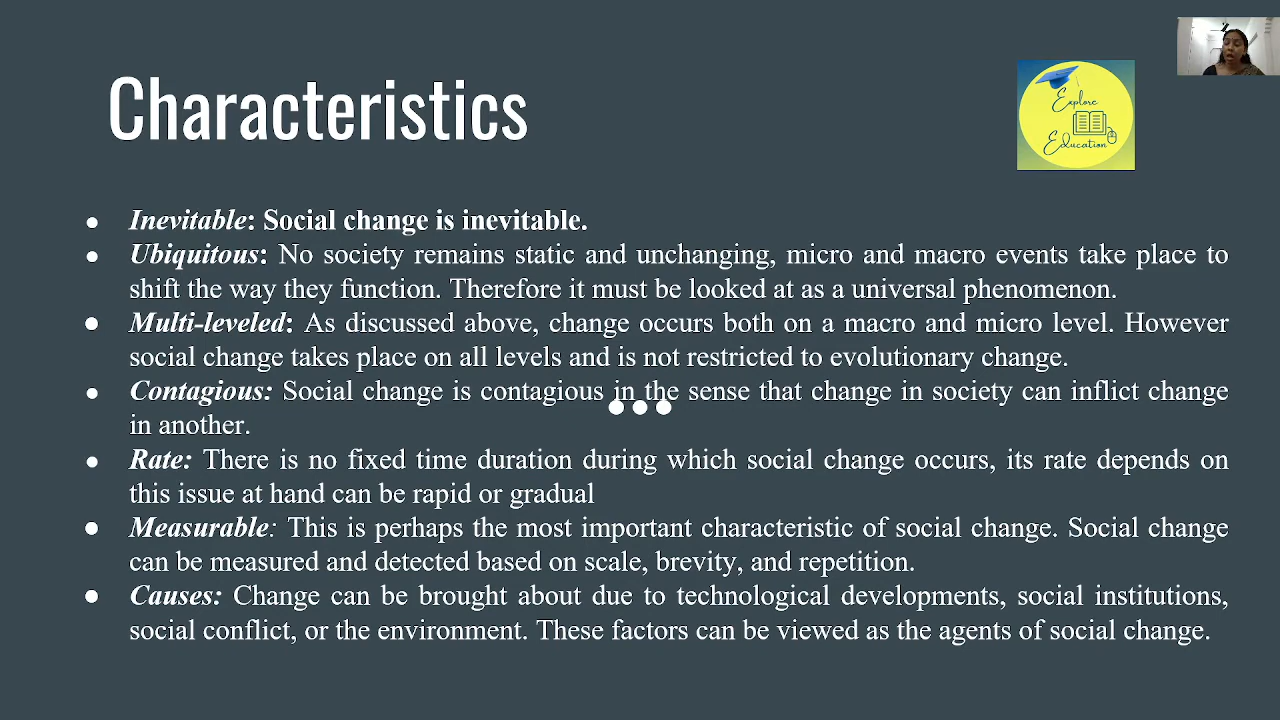 Characteristics
Explore
Education
● Inevitable: Social change is inevitable.
● Ubiquitous: No society remains static and unchanging, micro and macro events take place to
shift the way they function. Therefore it must be looked at as a universal phenomenon.
● Multi-leveled: As discussed above, change occurs both on a macro and micro level. However
social change takes place on all levels and is not restricted to evolutionary change.
● Contagious: Social change is contagious in the sense that change in society can inflict change
in another.
● Rate: There is no fixed time duration during which social change occurs, its rate depends on
this issue at hand can be rapid or gradual
● Measurable: This is perhaps the most important characteristic of social change. Social change
can be measured and detected based on scale, brevity, and repetition.
● Causes: Change can be brought about due to technological developments, social institutions,
social conflict, or the environment. These factors can be viewed as the agents of social change.